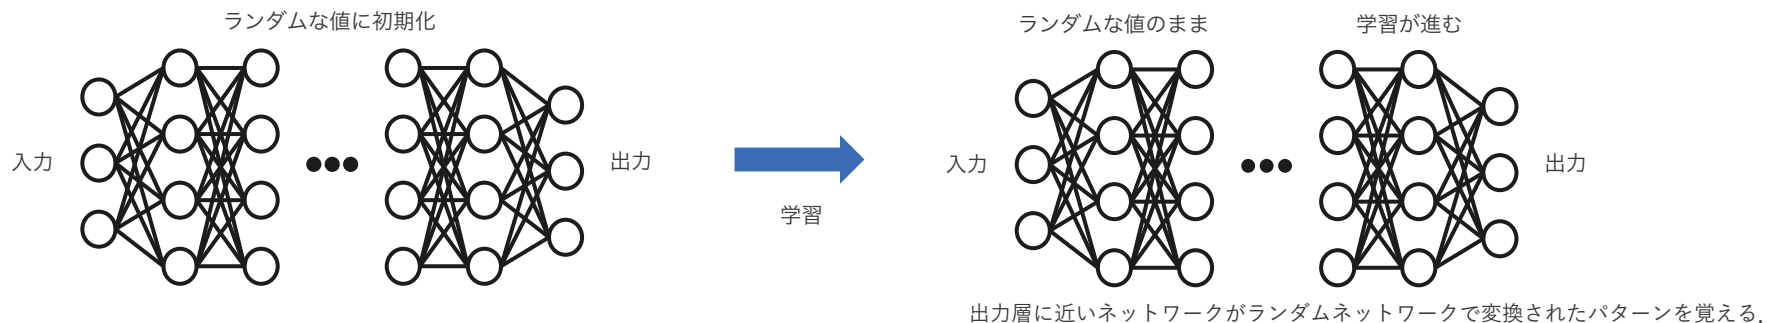 ランダムな値に初期化
入力
出力
学習
ランダムな値のまま
学習が進む
入力
出力
出力層に近いネットワークがランダムネットワークで変換されたパターンを覚える.